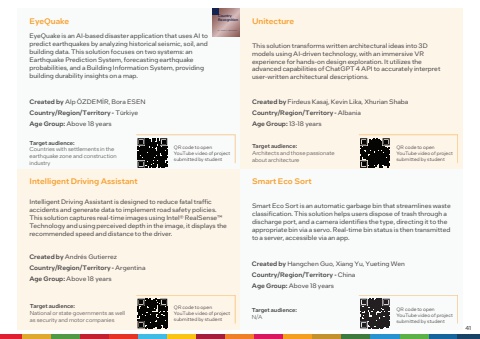 EyeQuake
Country
Recognition
EyeQuake is an AI-based disaster application that uses AI to
predict earthquakes by analyzing historical seismic, soil, and
building data. This solution focuses on two systems: an
Earthquake Prediction System, forecasting earthquake
probabilities, and a Building Information System, providing
building durability insights on a map.
Created by Alp ÖZDEMİR, Bora ESEN
Country/Region/Territory - Türkiye
Age Group: Above 18 years
Target audience:
Countries with settlements in the
earthquake zone and construction
industry
QR code to open
YouTube video of project
submitted by student
Unitecture
This solution transforms written architectural ideas into 3D
models using AI-driven technology, with an immersive VR
experience for hands-on design exploration. It utilizes the
advanced capabilities of ChatGPT 4 API to accurately interpret
user-written architectural descriptions.
Created by Firdeus Kasaj, Kevin Lika, Xhurian Shaba
Country/Region/Territory - Albania
Age Group: 13-18 years
Target audience:
Architects and those passionate
about architecture
QR code to open
YouTube video of project
submitted by student
Intelligent Driving Assistant
Intelligent Driving Assistant is designed to reduce fatal traffic
accidents and generate data to implement road safety policies.
This solution captures real-time images using Intel® RealSense™
Technology and using perceived depth in the image, it displays the
recommended speed and distance to the driver.
Created by Andrés Gutierrez
Country/Region/Territory - Argentina
Age Group: Above 18 years
Target audience:
National or state governments as well
as security and motor companies
QR code to open
YouTube video of project
submitted by student
Smart Eco Sort
Smart Eco Sort is an automatic garbage bin that streamlines waste
classification. This solution helps users dispose of trash through a
discharge port, and a camera identifies the type, directing it to the
appropriate bin via a servo. Real-time bin status is then transmitted
to a server, accessible via an app.
Created by Hangchen Guo, Xiang Yu, Yueting Wen
Country/Region/Territory - China
Age Group: Above 18 years
Target audience:
N/A
QR code to open
YouTube video of project
submitted by student